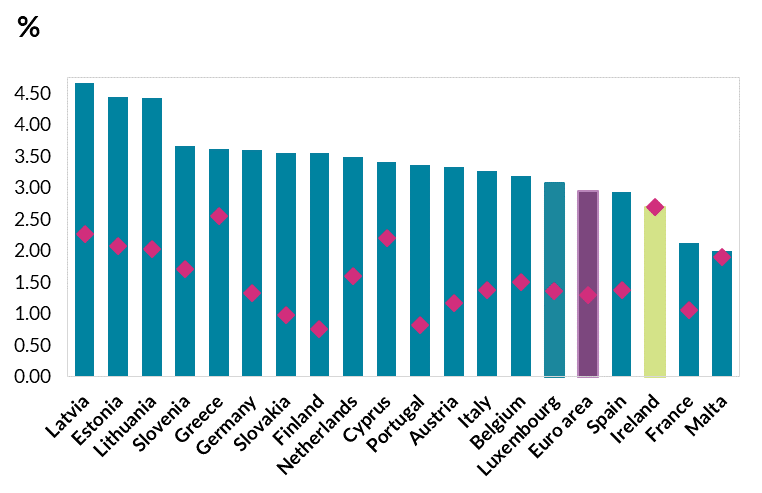 %
4.50
4.00
3.50
3.00
2.50
2.00
1.50
1.00
0.50
0.00
Latvia
Estonia
Lithuania
Slovenia
Greece
Germany
Slovakia
Finland
Netherlands
Cyprus
Portugal
Austria
Italy
Belgium
Luxembourg
Euro area
Spain
Ireland
France
Malta